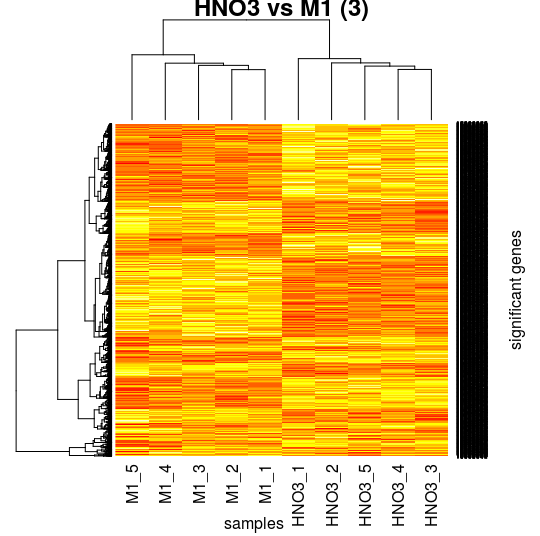 HNO3 vs M1 (3)
significant genes
M1_5
M1_4
M1_3
M1_2
M1_1
HNO3_1
HNO3_2
HNO3_5
HNO3_4
HNO3_3
samples